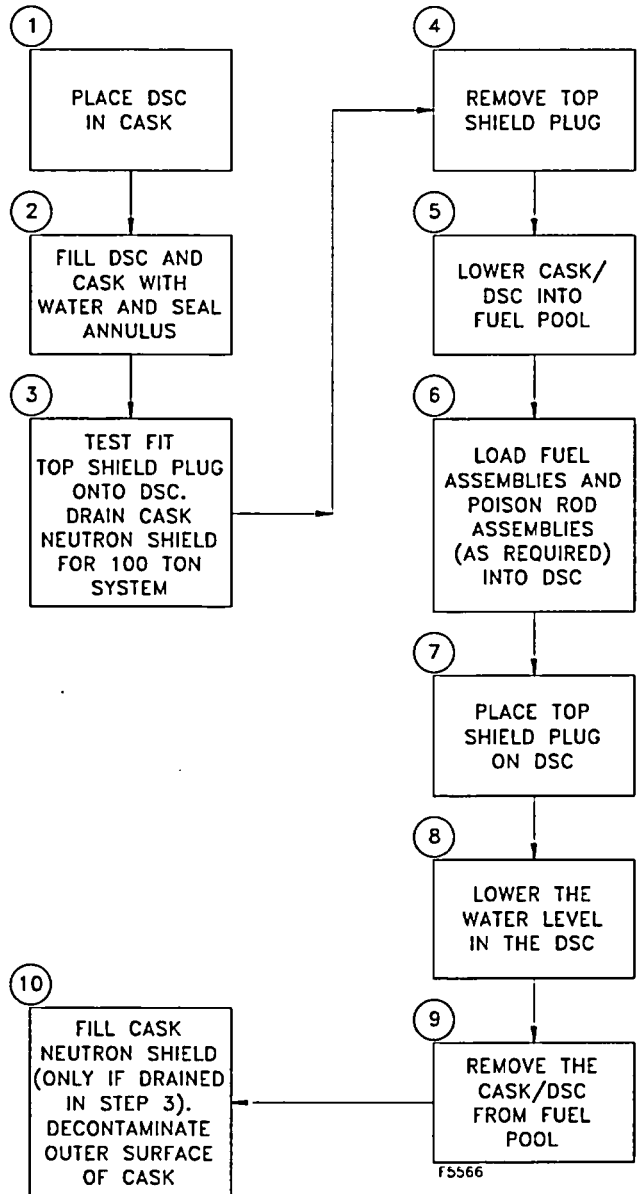 1
PLACE DSC
IN CASK
2
FILL DSC AND
CASK WITH
WATER AND SEAL
ANNULUS
3
TEST FIT
TOP SHIELD PLUG
ONTO DSC.
DRAIN CASK
NEUTRON SHIELD
FOR 100 TON
SYSTEM
4
REMOVE TOP
SHIELD PLUG
5
LOWER CASK/
DSC INTO
FUEL POOL
6
LOAD FUEL
ASSEMBLIES AND
POISON ROD
ASSEMBLIES
(AS REQUIRED)
INTO DSC
7
PLACE TOP
SHIELD PLUG
ON DSC
8
LOWER THE
WATER LEVEL
IN THE DSC
9
REMOVE THE
CASK/DSC
FROM FUEL
POOL
F5566
10
FILL CASK
NEUTRON SHIELD
(ONLY IF DRAINED
IN STEP 3).
DECONTAMINATE
OUTER SURFACE
OF CASK